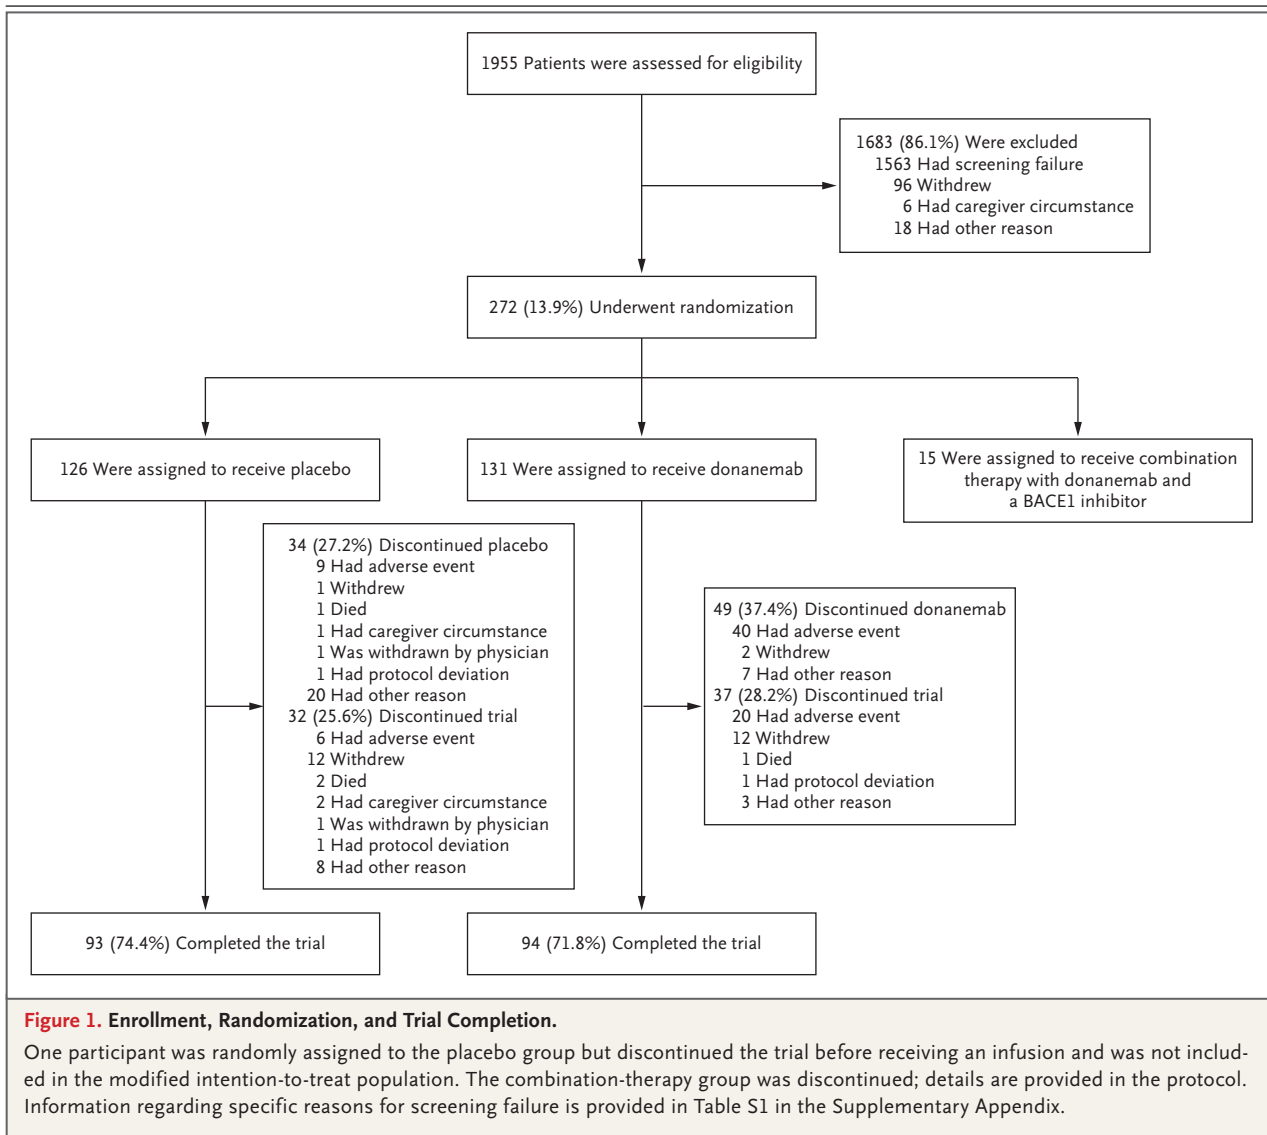 1955 Patients were assessed for eligibility
1683 (86.1%) Were excluded
1563 Had screening failure
96 Withdrew
6 Had caregiver circumstance
18 Had other reason
272 (13.9%) Underwent randomization
126 Were assigned to receive placebo
131 Were assigned to receive donanemab
15 Were assigned to receive combination
therapy with donanemab and
a BACE1 inhibitor
34 (27.2%) Discontinued placebo
9 Had adverse event
1 Withdrew
1 Died
1 Had caregiver circumstance
1 Was withdrawn by physician
1 Had protocol deviation
20 Had other reason
32 (25.6%) Discontinued trial
6 Had adverse event
12 Withdrew
2 Died
2 Had caregiver circumstance
1 Was withdrawn by physician
1 Had protocol deviation
8 Had other reason
49 (37.4%) Discontinued donanemab
40 Had adverse event
2 Withdrew
7 Had other reason
37 (28.2%) Discontinued trial
20 Had adverse event
12 Withdrew
1 Died
1 Had protocol deviation
3 Had other reason
93 (74.4%) Completed the trial
94 (71.8%) Completed the trial
Figure 1. Enrollment, Randomization, and Trial Completion.
One participant was randomly assigned to the placebo group but discontinued the trial before receiving an infusion and was not includ-
ed in the modified intention-to-treat population. The combination-therapy group was discontinued; details are provided in the protocol.
Information regarding specific reasons for screening failure is provided in Table S1 in the Supplementary Appendix.